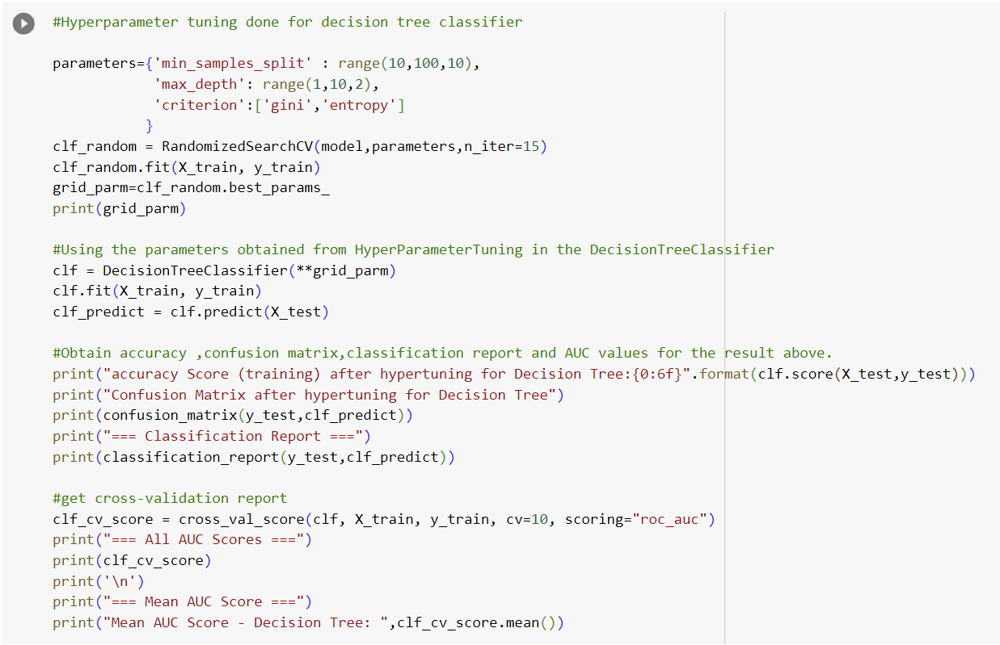 #Hyperparameter tuning done for decision tree classifier
parameters={'min_samples_split' : range(10,100,10),
'max_depth': range(1,10,2),
'criterion':['gini','entropy']
}
clf_random = RandomizedSearchCV(model,parameters,n_iter=15)
clf_random.fit(X_train, y_train)
grid_parm=clf_random.best_params_
print(grid_parm)
#Using the parameters obtained from HyperParameterTuning in the DecisionTreeClassifier
clf = DecisionTreeClassifier(**grid_parm)
clf.fit(X_train, y_train)
clf_predict = clf.predict(X_test)
#Obtain accuracy ,confusion matrix,classification report and AUC values for the result above.
print("accuracy Score (training) after hypertuning for Decision Tree:{0:6f}".format(clf.score(X_test,y_test)))
print("Confusion Matrix after hypertuning for Decision Tree")
print(confusion_matrix(y_test,clf_predict))
print("=== Classification Report ===")
print(classification_report(y_test,clf_predict))
#get cross-validation report
clf_cv_score = cross_val_score(clf, X_train, y_train, cv=10, scoring="roc_auc")
print("=== All AUC Scores ===")
print(clf_cv_score)
print('\n')
print("=== Mean AUC Score ===")
print("Mean AUC Score - Decision Tree: ",clf_cv_score.mean())